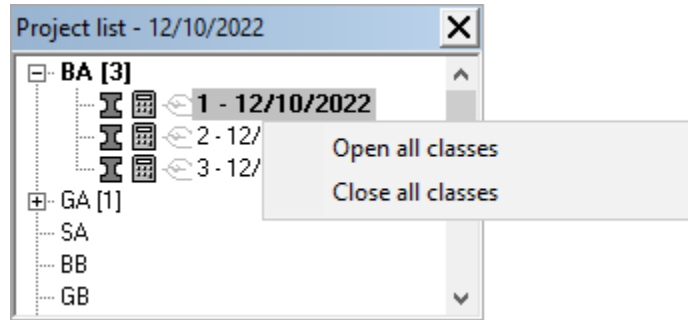 Project list - 12/10/2022
BA [3]
1 - 12/10/2022
2 - 12/
3 - 12/
Open all classes
Close all classes
GA [1]
SA
BB
GB